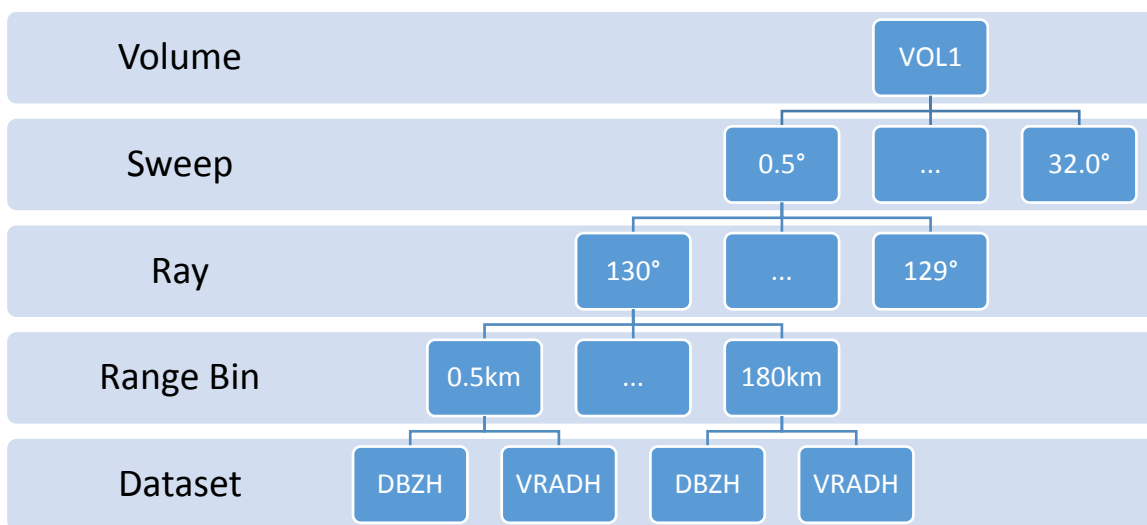 Volume
VOL1
Sweep
0.5°
...
32.0°
Ray
130°
...
129°
Range Bin
0.5km
...
180km
Dataset
DBZH
VRADH
DBZH
VRADH